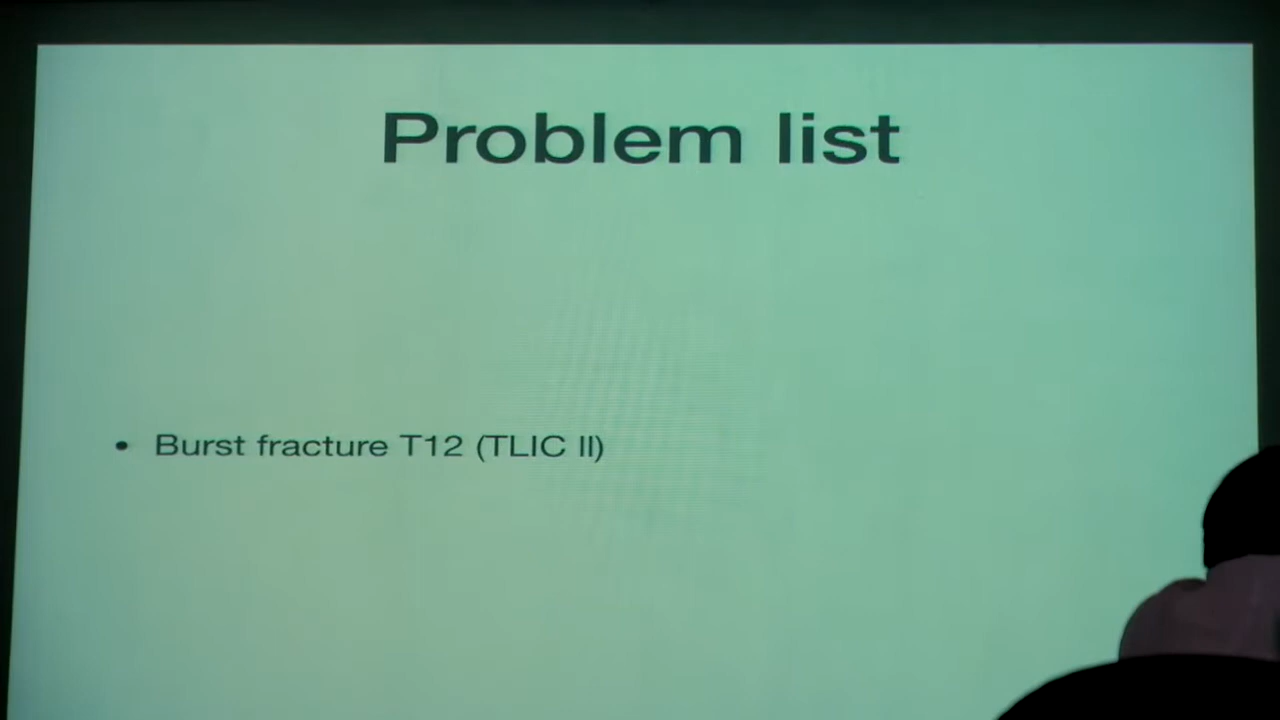 Problem list
• Burst fracture T12 (TLIC II)